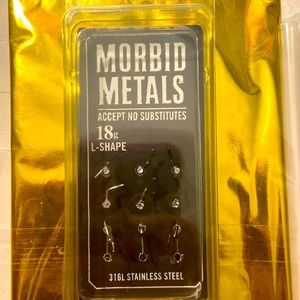 MORBID
METALS
ACCEPT NO SUBSTITUTES
18g
L-SHAPE
316L STAINLESS STEEL